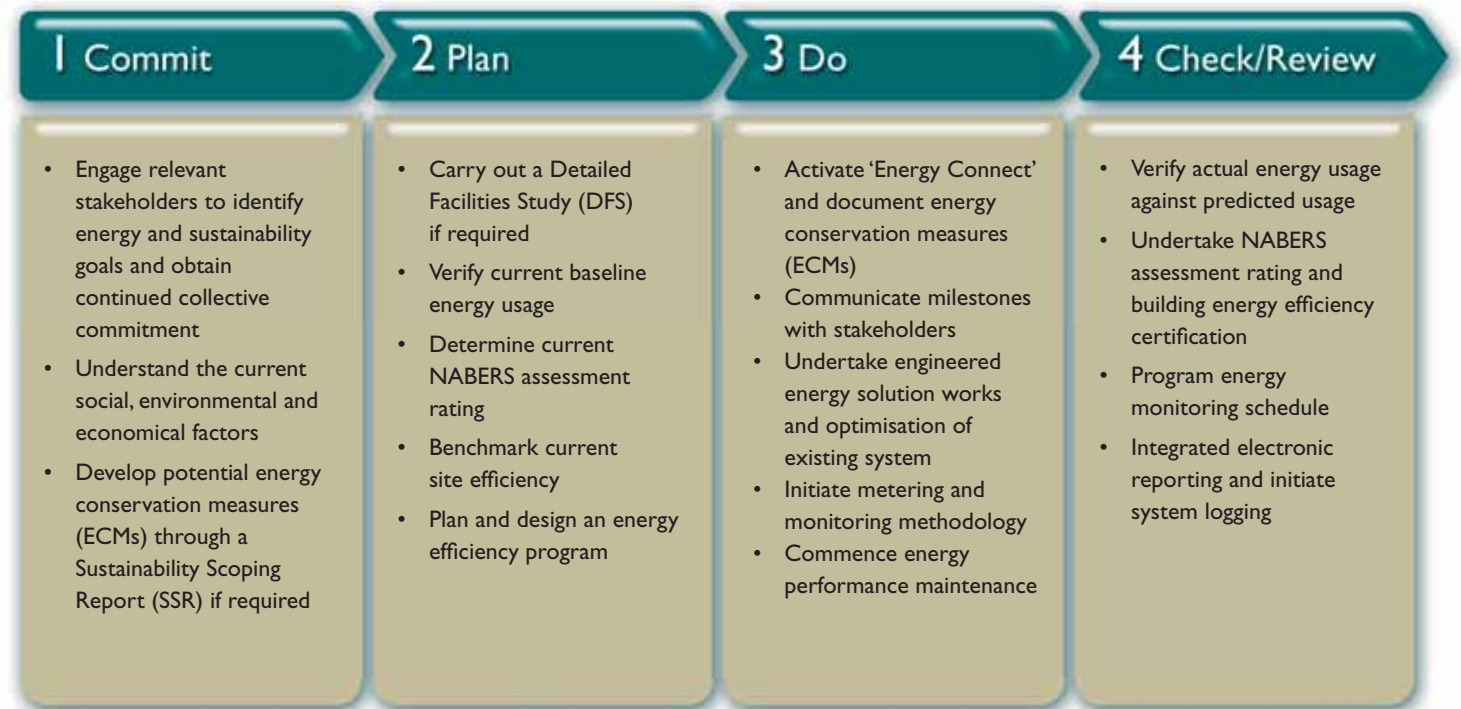 1 Commit
• Engage relevant
stakeholders to identify
energy and sustainability
goals and obtain
continued collective
commitment
• Understand the current
social, environmental and
economical factors
• Develop potential energy
conservation measures
(ECMs) through a
Sustainability Scoping
Report (SSR) if required
2 Plan
• Carry out a Detailed
Facilities Study (DFS)
if required
• Verify current baseline
energy usage
• Determine current
NABERS assessment
rating
• Benchmark current
site efficiency
• Plan and design an energy
efficiency program
3 Do
• Activate ‘Energy Connect’
and document energy
conservation measures
(ECMs)
• Communicate milestones
with stakeholders
• Undertake engineered
energy solution works
and optimisation of
existing system
• Initiate metering and
monitoring methodology
• Commence energy
performance maintenance
4 Check/Review
• Verify actual energy usage
against predicted usage
• Undertake NABERS
assessment rating and
building energy efficiency
certification
• Program energy
monitoring schedule
• Integrated electronic
reporting and initiate
system logging